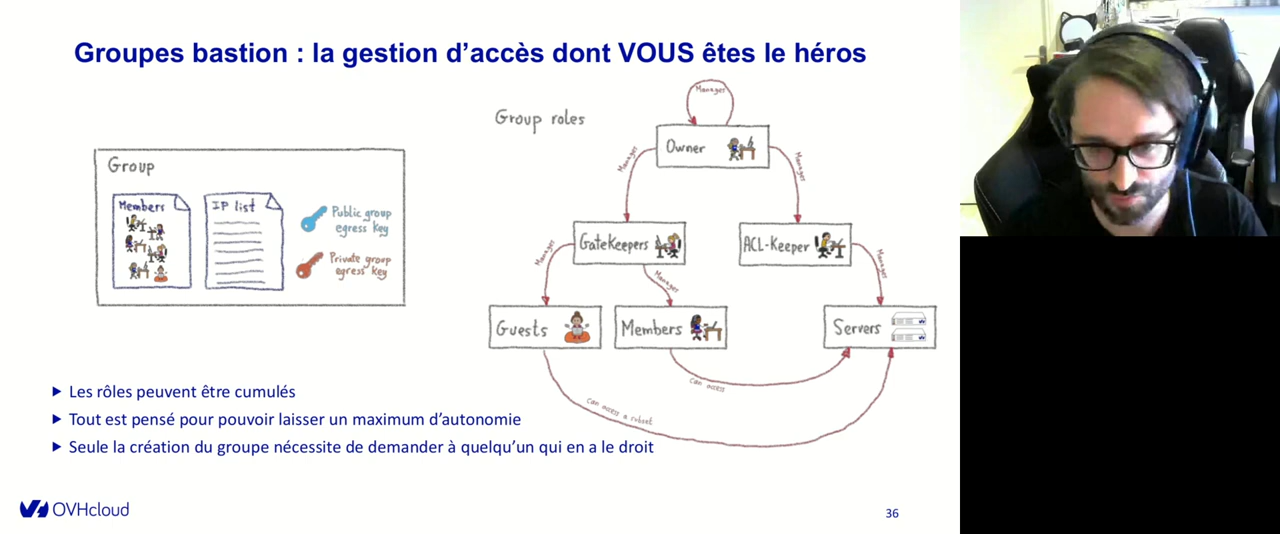 Groupes bastion : la gestion d’accès dont VOUS êtes le héros
Group
Members
IP list
Public group
egress key
Private group
egress key
Group roles
Manager
Owner
Manager
Manager
GateKeepers
ACL-Keeper
Manager
Manager
Manager
Guests
Members
Servers
Can access
Can access a subset
Les rôles peuvent être cumulés
Tout est pensé pour pouvoir laisser un maximum d’autonomie
Seule la création du groupe nécessite de demander à quelqu’un qui en a le droit
OVHcloud
36